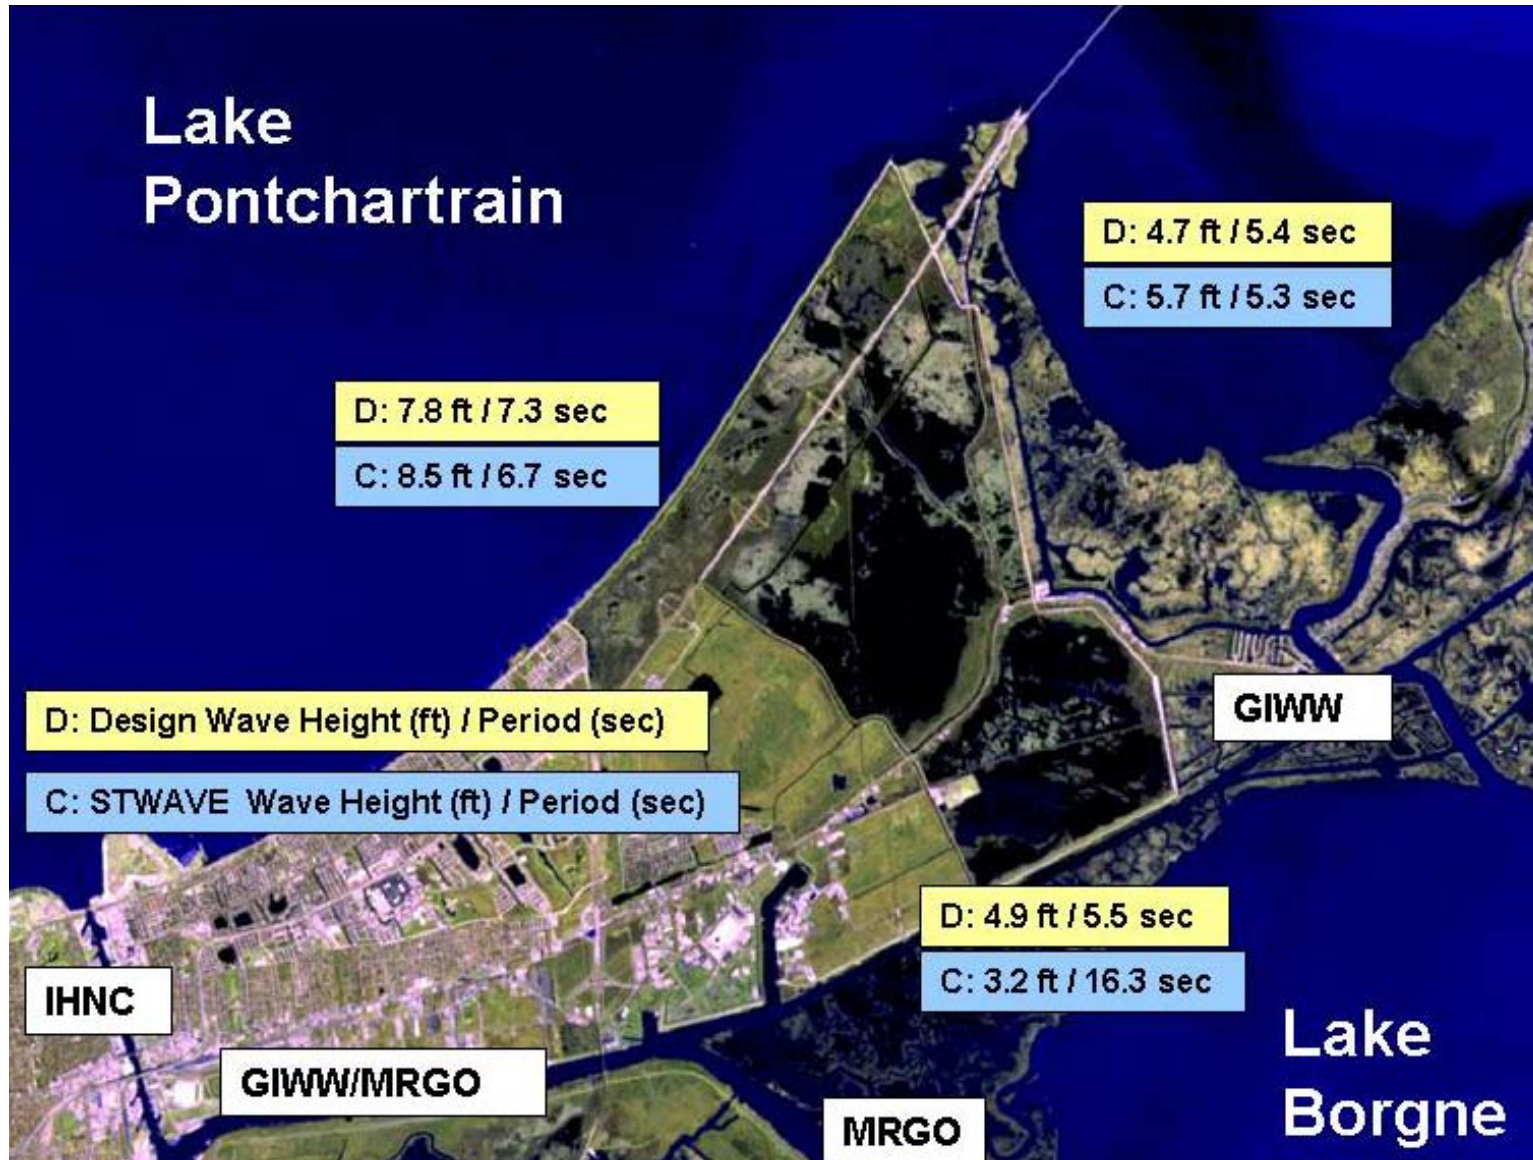 Lake
Pontchartrain
D: 4.7 ft / 5.4 sec
C: 5.7 ft / 5.3 sec
D: 7.8 ft / 7.3 sec
C: 8.5 ft / 6.7 sec
GIWW
D: Design Wave Height (ft) / Period (sec)
C: STWAVE Wave Height (ft) / Period (sec)
D: 4.9 ft / 5.5 sec
C: 3.2 ft / 16.3 sec
IHNC
GIWW/MRGO
MRGO
Lake
Borgne